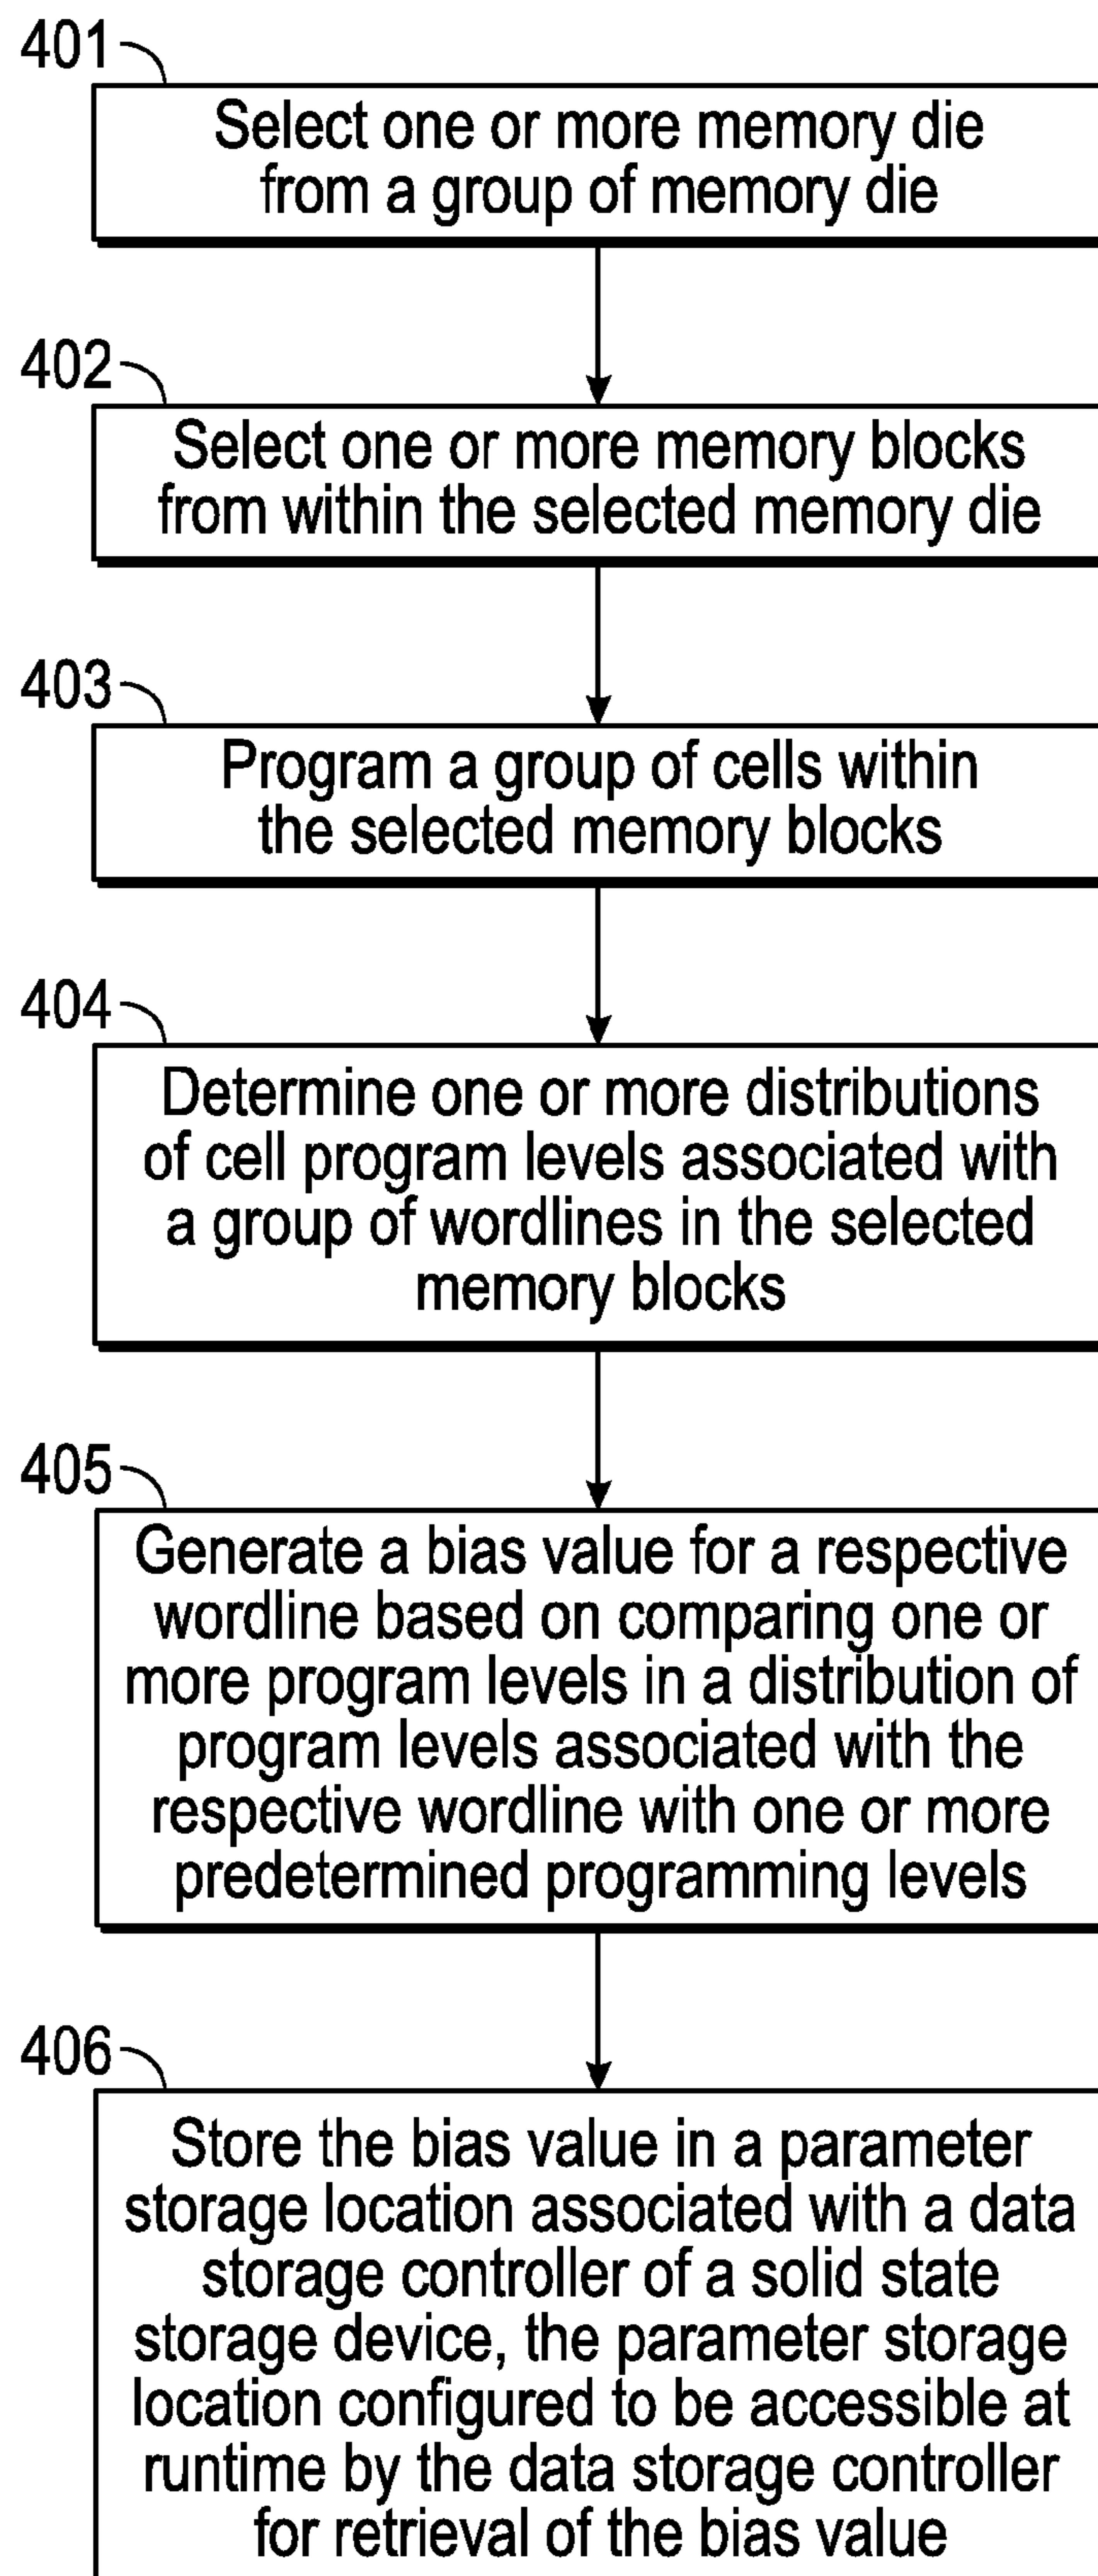 401
Select one or more memory die
from a group of memory die
402
Select one or more memory blocks
from within the selected memory die
403
Program a group of cells within
the selected memory blocks
404
Determine one or more distributions
of cell program levels associated with
a group of wordlines in the selected
memory blocks
405
Generate a bias value for a respective
wordline based on comparing one or
more program levels in a distribution of
program levels associated with the
respective wordline with one or more
predetermined programming levels
406
Store the bias value in a parameter
storage location associated with a data
storage controller of a solid state
storage device, the parameter storage
location configured to be accessible at
runtime by the data storage controller
for retrieval of the bias value